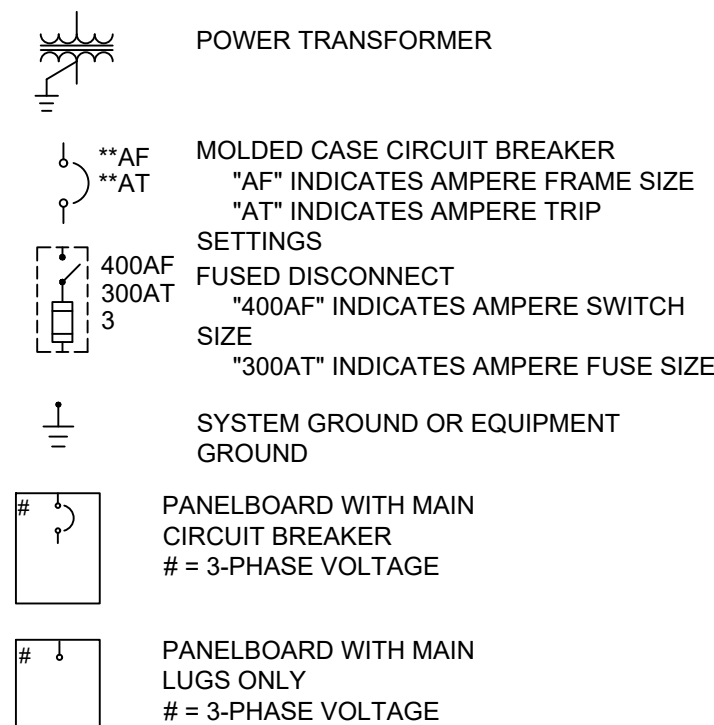 POWER TRANSFORMER
**AF
**AT
MOLDED CASE CIRCUIT BREAKER
"AF" INDICATES AMPERE FRAME SIZE
"AT" INDICATES AMPERE TRIP
SETTINGS
400AF
300AT
3
FUSED DISCONNECT
"400AF" INDICATES AMPERE SWITCH
SIZE
"300AT" INDICATES AMPERE FUSE SIZE
SYSTEM GROUND OR EQUIPMENT
GROUND
#
PANELBOARD WITH MAIN
CIRCUIT BREAKER
# = 3-PHASE VOLTAGE
#
PANELBOARD WITH MAIN
LUGS ONLY
# = 3-PHASE VOLTAGE